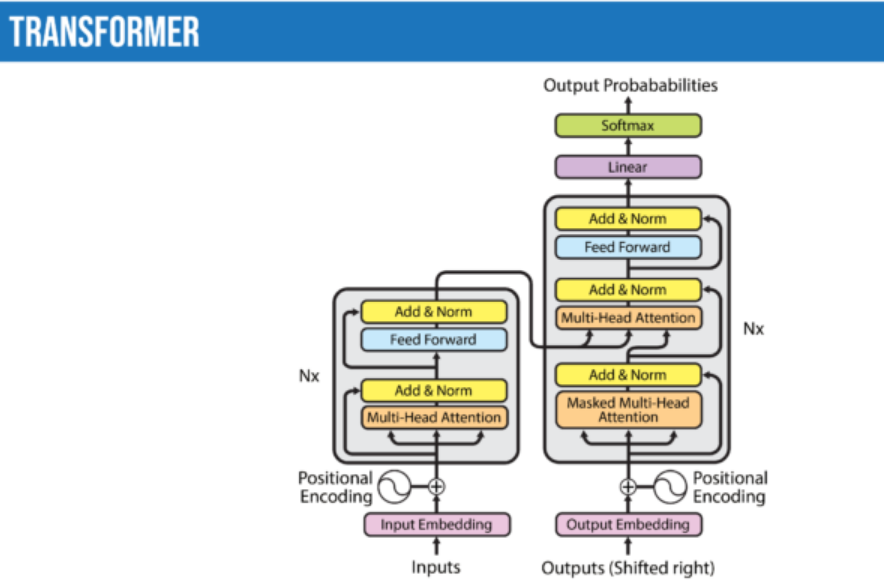 TRANSFORMER
Output Probabability
Softmax
Linear
Add & Norm
Feed Forward
Add & Norm
Multi-Head Attention
Nx
Add & Norm
Masked Multi-Head
Attention
Add & Norm
Feed Forward
Nx
Add & Norm
Multi-Head Attention
Positional
Encoding
Positional
Encoding
Input Embedding
Output Embedding
Inputs
Outputs (Shifted right)